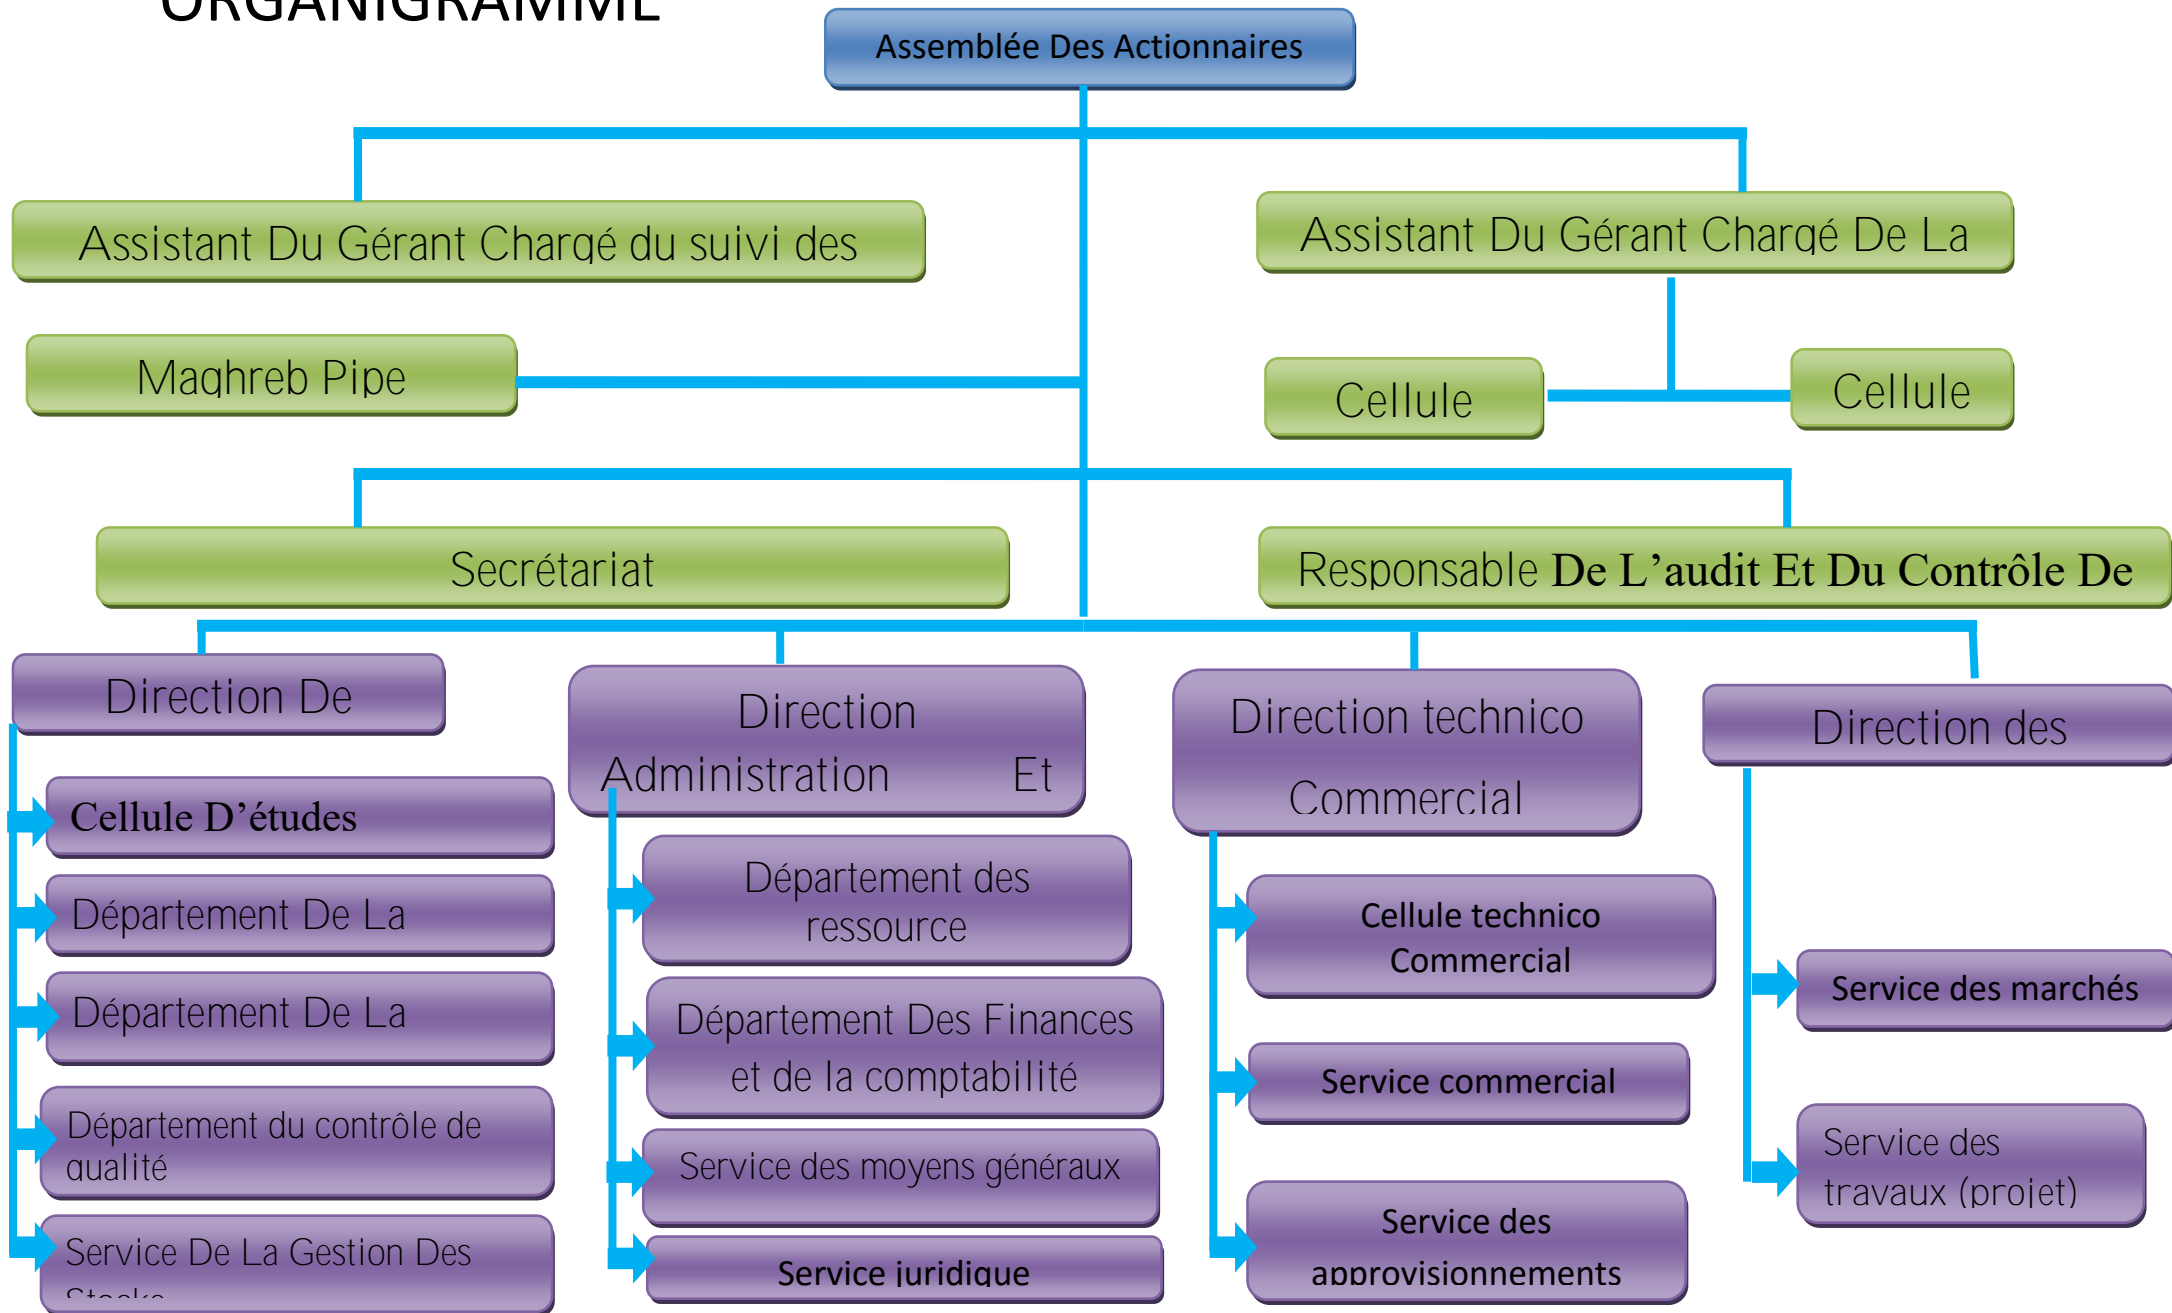 ORGANIGRAMME
Assemblée Des Actionnaires
Assistant Du Gérant Chargé du suivi des
Assistant Du Gérant Chargé De La
Maghreb Pipe
Cellule
Cellule
Secrétariat
Responsable De L’audit Et Du Contrôle De
Direction De
Cellule D’études
Département De La
Département De La
Département du contrôle de
qualité
Service De La Gestion Des
Stocks
Direction
Administration Et
Département des
ressource
Département Des Finances
et de la comptabilité
Service des moyens généraux
Service juridique
Direction technico
Commercial
Cellule technico
Commercial
Service commercial
Service des
approvisionnements
Direction des
Service des marchés
Service des
travaux (projet)